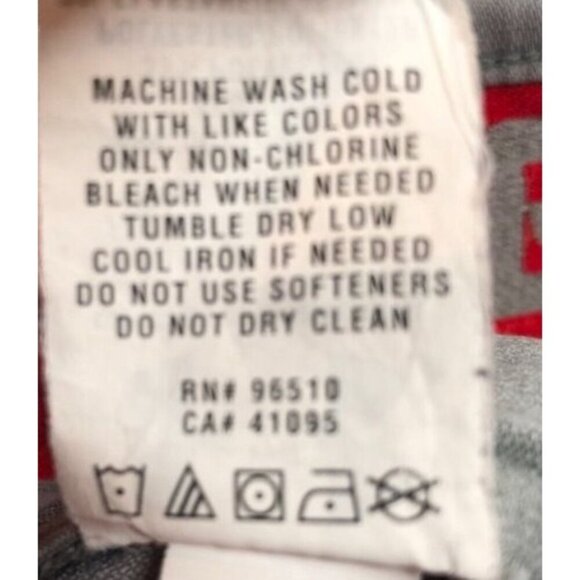 MACHINE WASH COLD
WITH LIKE COLORS
ONLY NON-CHLORINE
BLEACH WHEN NEEDED
TUMBLE DRY LOW
COOL IRON IF NEEDED
DO NOT USE SOFTENERS
DO NOT DRY CLEAN
RN# 96510
CA# 41095